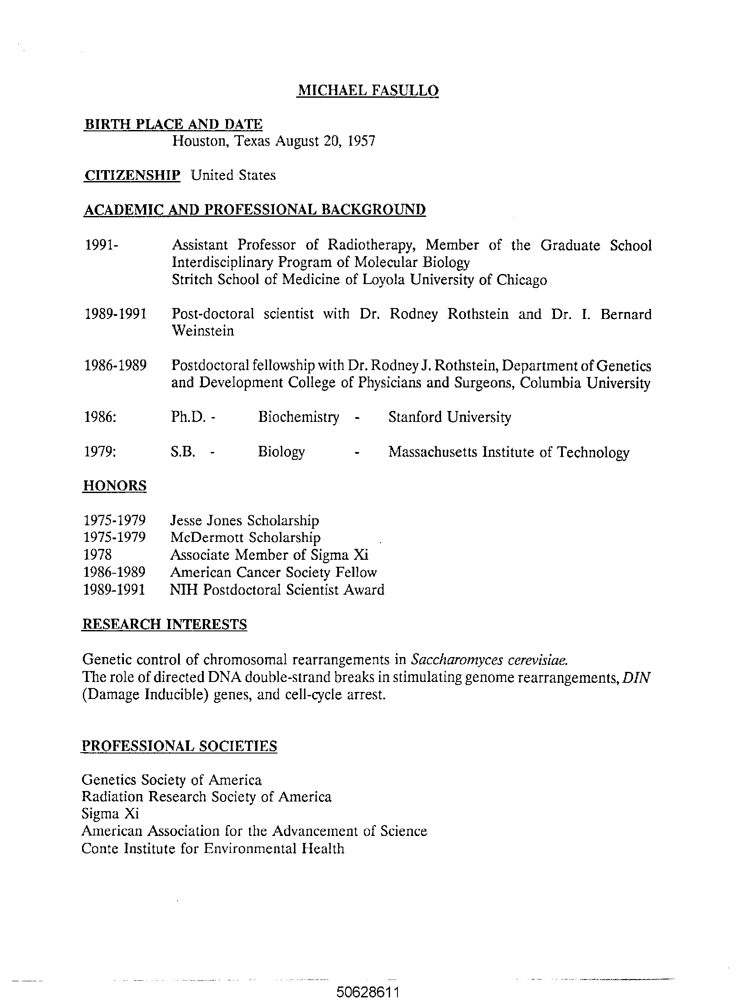 MICHAEL FASULLO
BIRTH PLACE AND DATE
Houston, Texas August 20, 1957
CITIZENSHIP United States
ACADEMIC AND PROFESSIONAL BACKGROUND
1991- Assistant Professor of Radiotherapy, Member of the Graduate School
Interdisciplinary Program of Molecular Biology
Stritch School of Medicine of Loyola University of Chicago
1989-1991 Post-doctoral scientist with Dr. Rodney Rothstein and Dr. I. Bernard
Weinstein
1986-1989 Postdoctoral fellowship with Dr. Rodney J. Rothstein, Department of Genetics
and Development College of Physicians and Surgeons, Columbia University
1986: Ph.D. - Biochemistry - Stanford University
1979: S.B. - Biology - Massachusetts Institute of Technology
HONORS
1975-1979 Jesse Jones Scholarship
1975-1979 McDermott Scholarship
1978 Associate Member of Sigma Xi
1986-1989 American Cancer Society Fellow
1989-1991 NIH Postdoctoral Scientist Award
RESEARCH INTERESTS
Genetic control of chromosomal rearrangements in Saccharomyces cerevisiae.
The role of directed DNA double-strand breaks in stimulating genome rearrangements, DIN
(Damage Inducible) genes, and cell-cycle arrest.
PROFESSIONAL SOCIETIES
Genetics Society of America
Radiation Research Society of America
Sigma Xi
American Association for the Advancement of Science
Conte Institute for Environmental Health
50628611